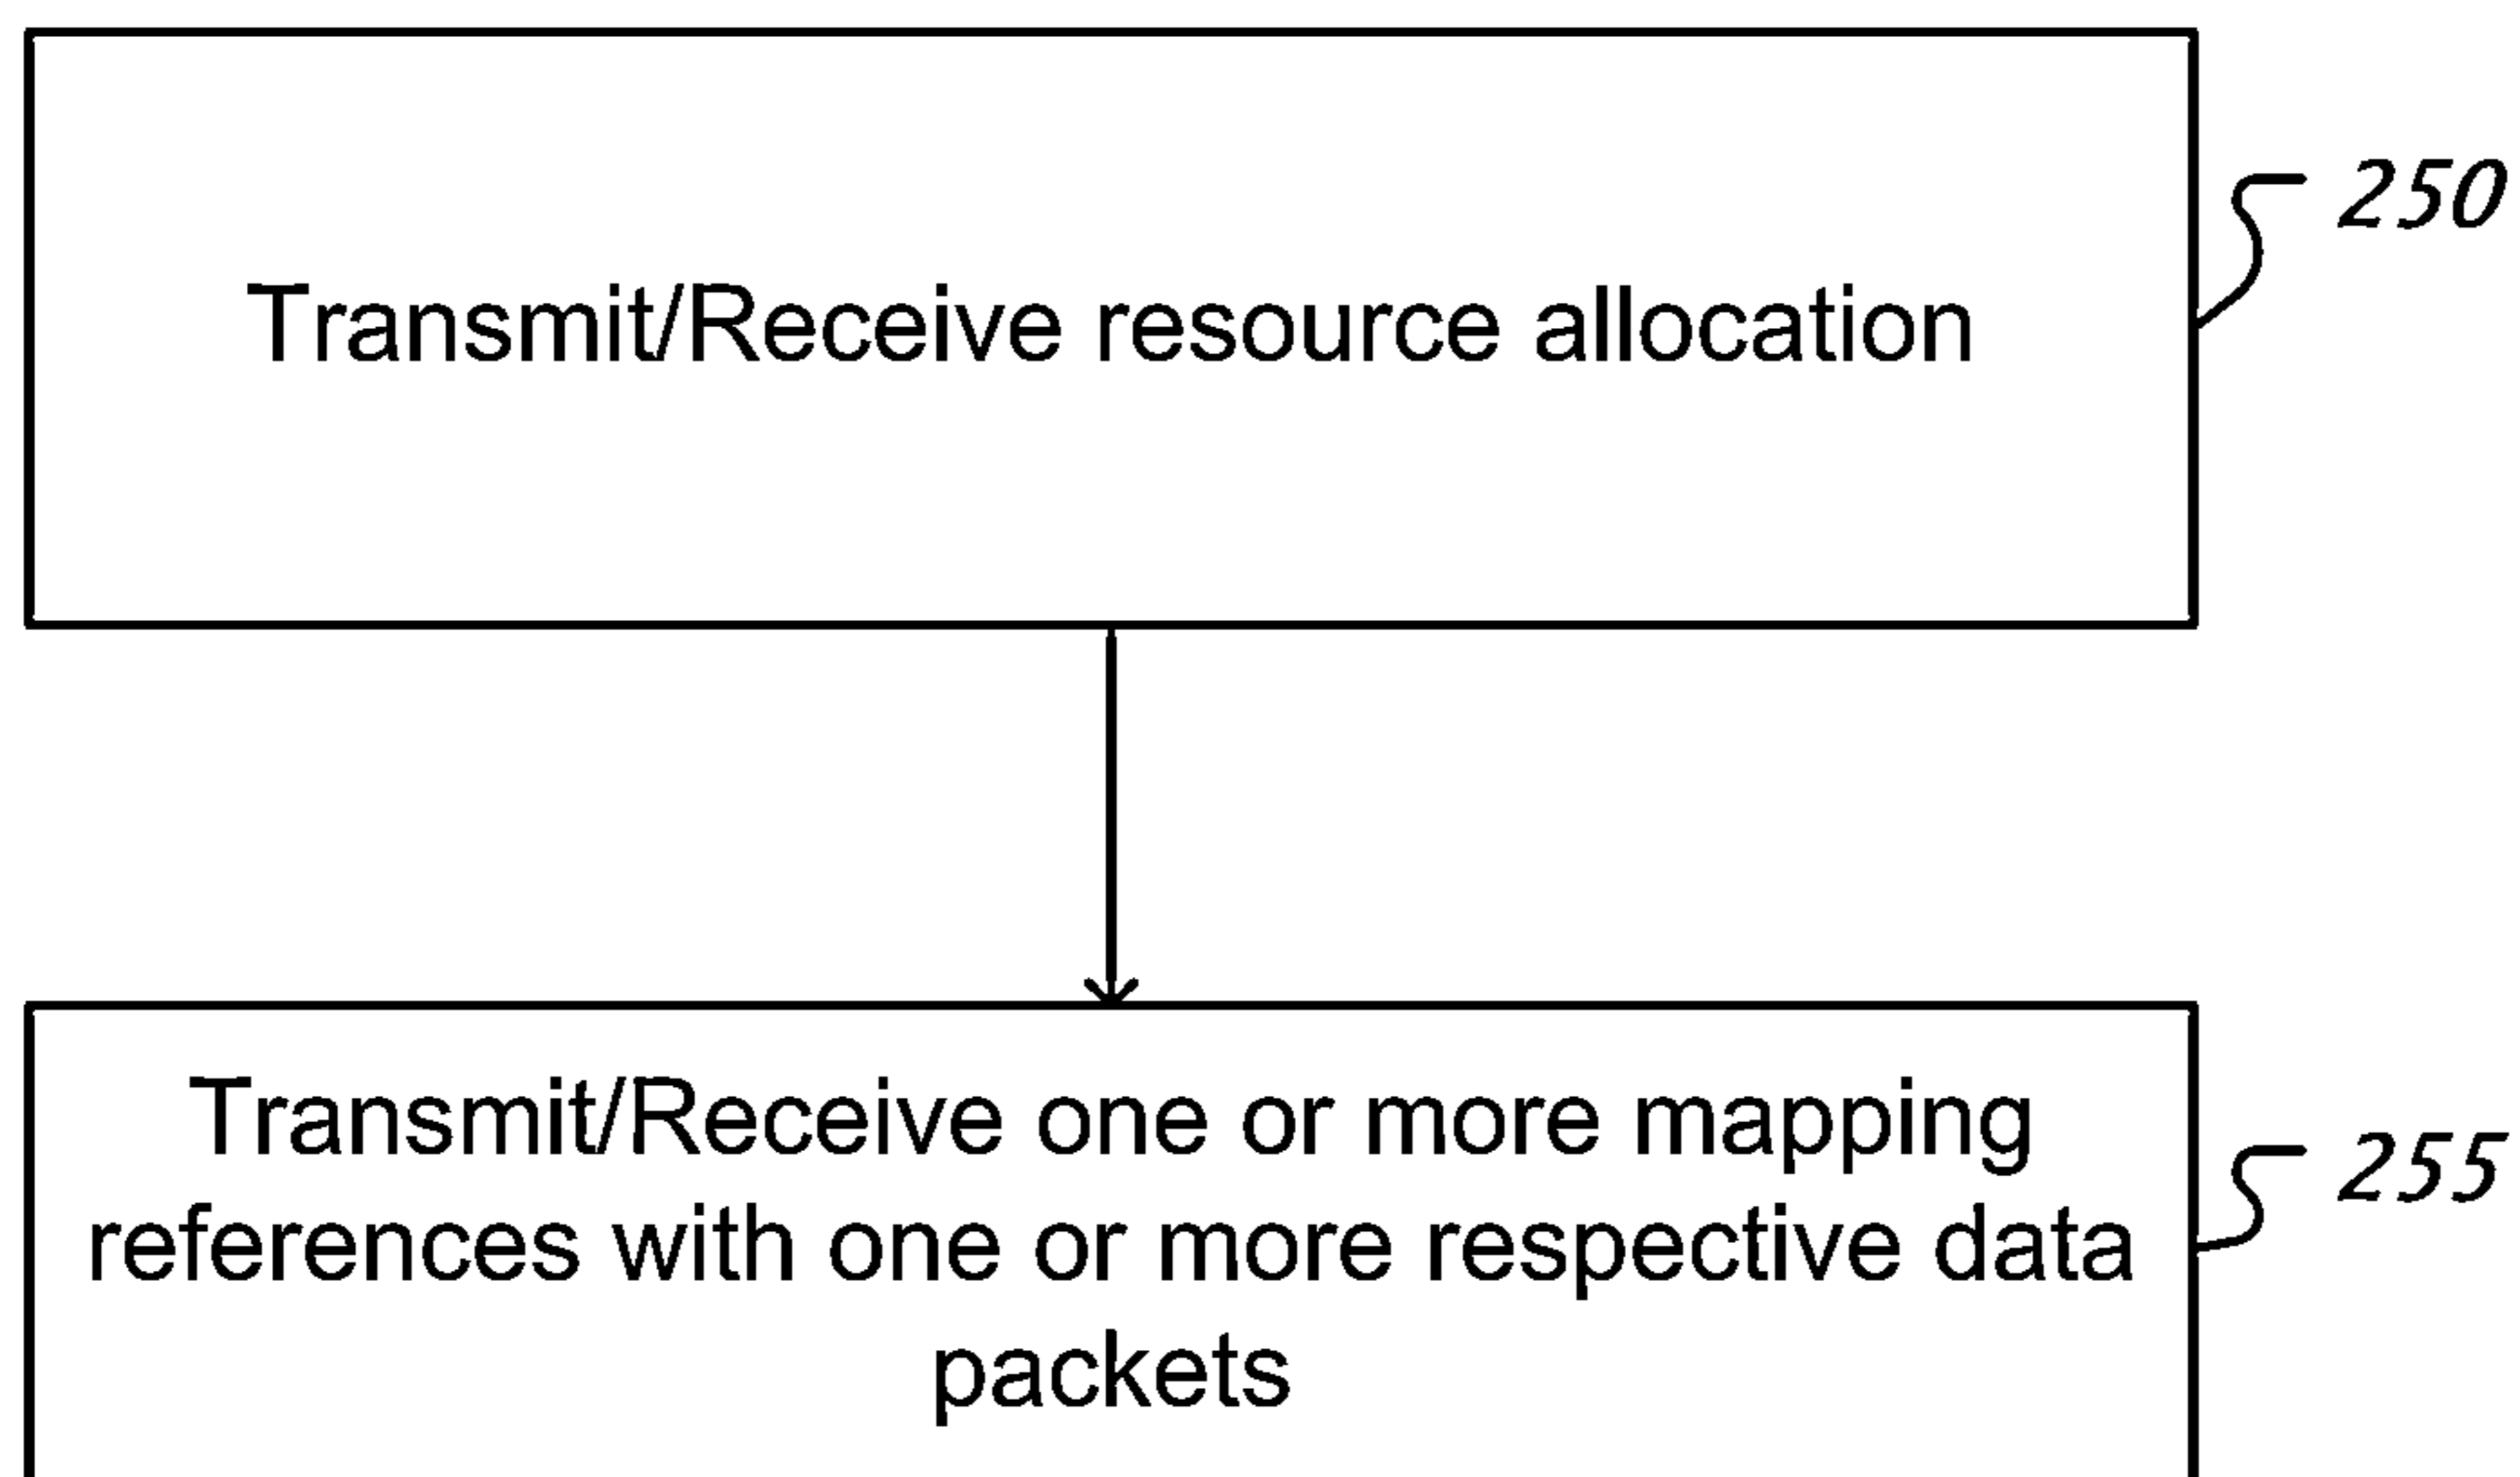 250
Transmit/Receive resource allocation
Transmit/Receive one or more mapping
255
references with one or more respective data
packets